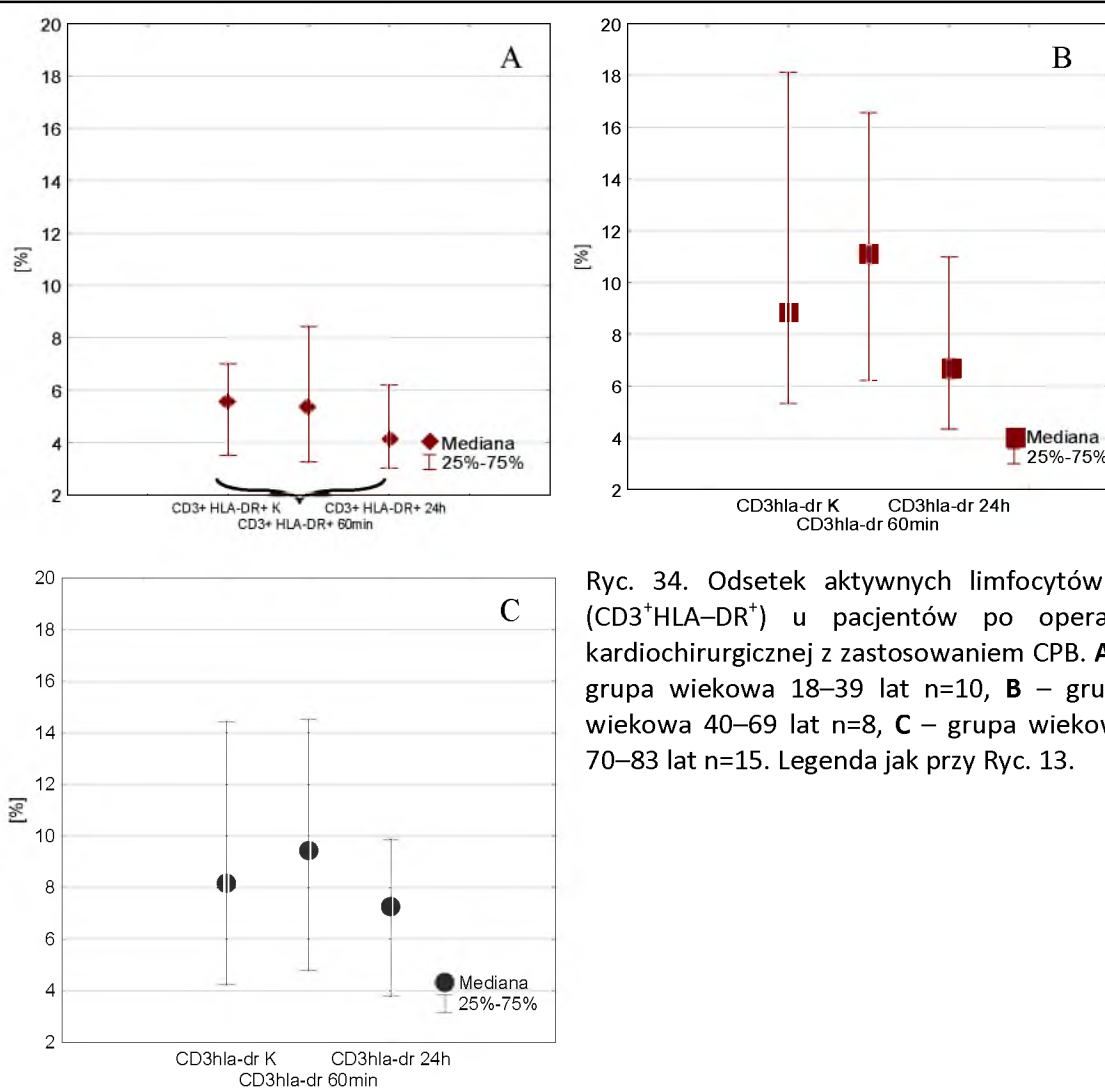 A
20
18
16
14
12
10
8
6
4
2
[%]
Mediana
25%-75%
CD3+ HLA-DR+ K CD3+ HLA-DR+ 24h
CD3+ HLA-DR+ 60min
B
20
18
16
14
12
10
8
6
4
2
[%]
Mediana
25%-75%
CD3hla-dr K CD3hla-dr 24h
CD3hla-dr 60min
C
20
18
16
14
12
10
8
6
4
2
[%]
Mediana
25%-75%
CD3hla-dr K CD3hla-dr 24h
CD3hla-dr 60min
Ryc. 34. Odsetek aktywnych limfocytów
(CD3⁺HLA–DR⁺) u pacjentów po opera
kardiochirurgicznej z zastosowaniem CPB. A
grupa wiekowa 18–39 lat n=10, B – gru
wiekowa 40–69 lat n=8, C – grupa wieko
70–83 lat n=15. Legenda jak przy Ryc. 13.